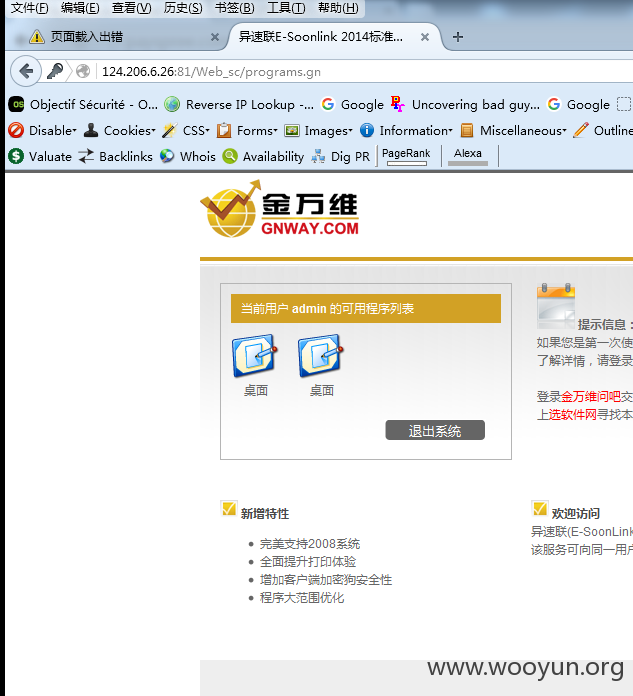 文件(F) 编辑(E) 查看(V) 历史(S) 书签(B) 工具(T) 帮助(H)
页面载入出错 × 异速联E-Soonlink 2014标准... × +
124.206.6.26:81/Web_sc/programs.gn
OS Objectif Sécurité - O... Reverse IP Lookup -... Google Uncovering bad guy... Google
Disable Cookies CSS Forms Images Information Miscellaneous Outline
Valuate Backlinks Whois Availability Dig PR PageRank Alexa
金万维
GNWAY.COM
当前用户 admin 的可用程序列表
桌面 桌面
退出系统
提示信息：
如果您是第一次使
了解详情，请登录
登录金万维问吧交
上选软件网寻找本
新增特性
完美支持2008系统
全面提升打印体验
增加客户端加密狗安全性
程序大范围优化
欢迎访问
异速联(E-SoonLink
该服务可向同一用户
www.wooyun.org